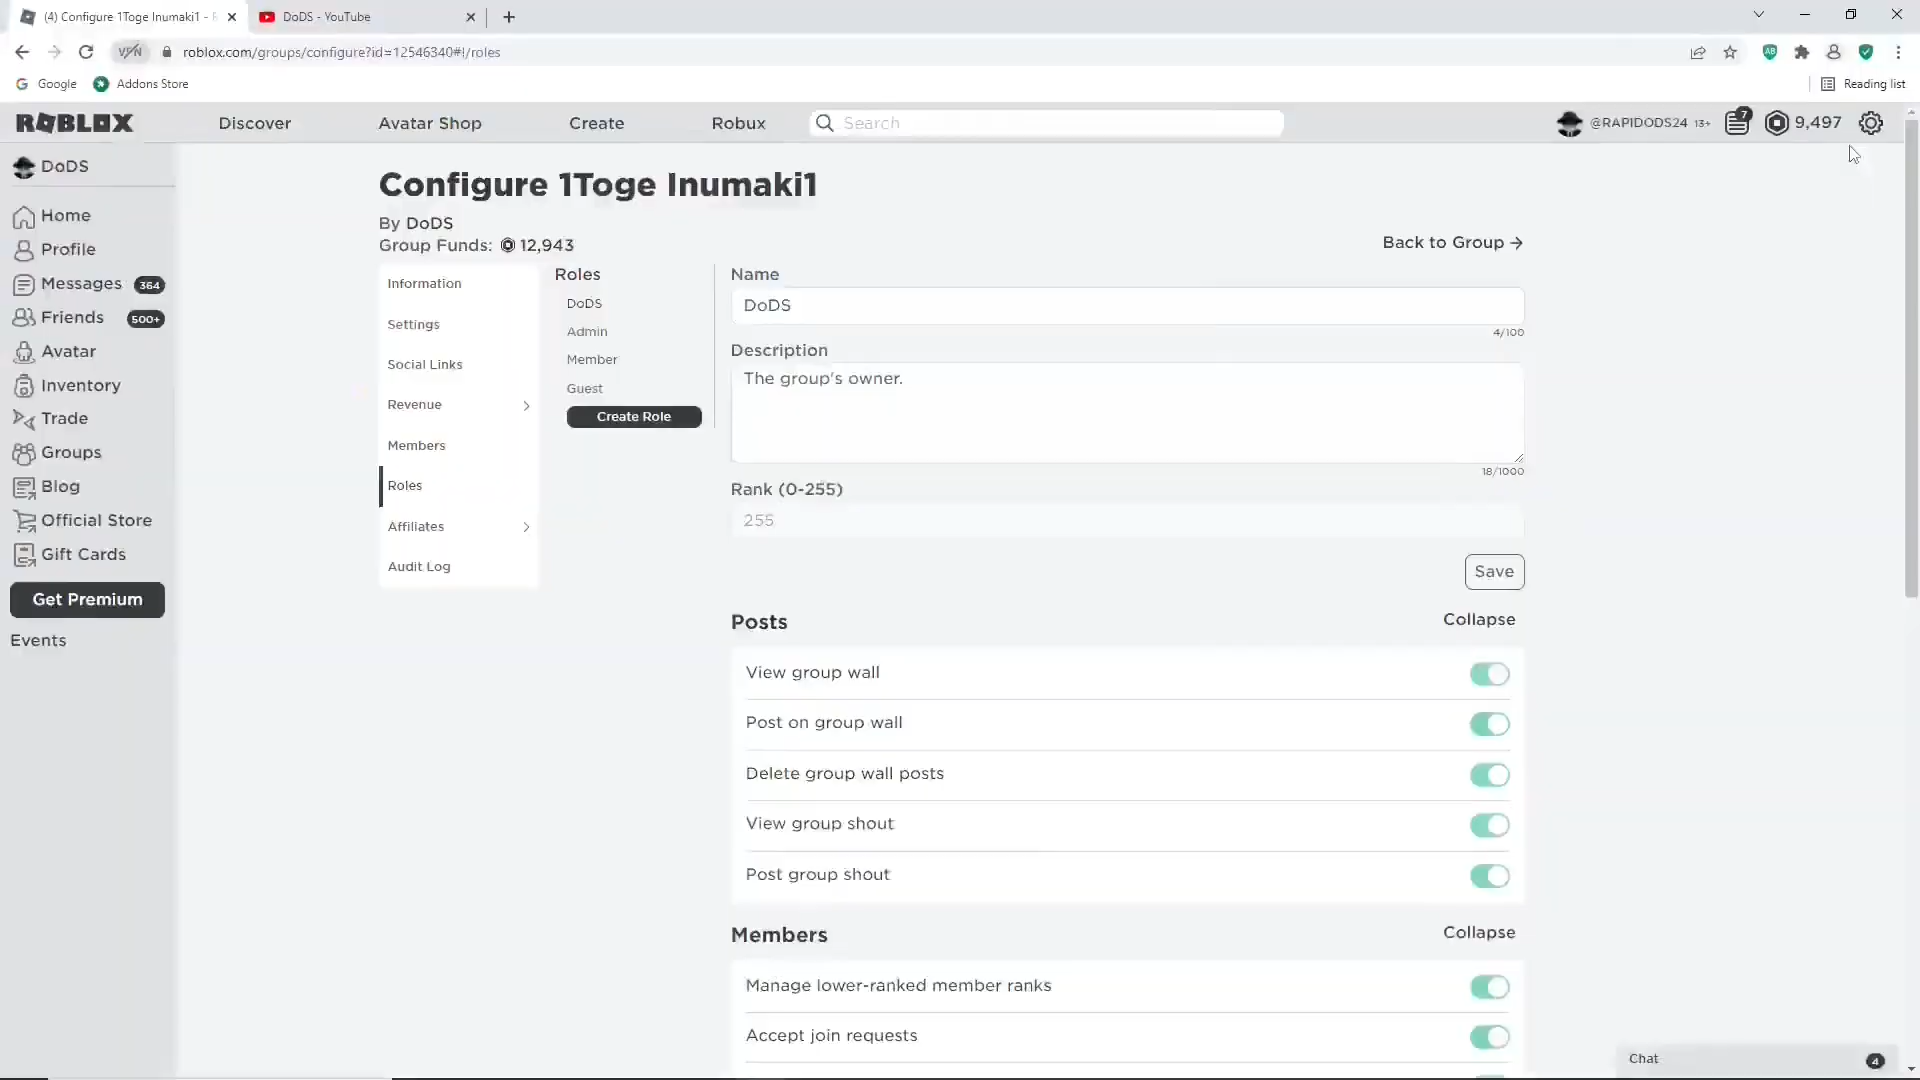 (4) Configure 1Toge Inumaki1 -
DoDS - YouTube
VPN
roblox.com/groups/configure?id=12546340#!/roles
Google
Addons Store
Reading list
ROBLOX
Discover
Avatar Shop
Create
Robux
Search
@RAPIDODS24 13+
7
9,497
DoDS
Home
Profile
Messages 364
Friends 500+
Avatar
Inventory
Trade
Groups
Blog
Official Store
Gift Cards
Get Premium
Events
Configure 1Toge Inumaki1
By DoDS
Group Funds: 12,943
Back to Group →
Information
Settings
Social Links
Revenue
Members
Roles
Affiliates
Audit Log
Roles
DoDS
Admin
Member
Guest
Create Role
Name
DoDS
4/100
Description
The group's owner.
18/1000
Rank (0-255)
255
Save
Posts
Collapse
View group wall
Post on group wall
Delete group wall posts
View group shout
Post group shout
Members
Collapse
Manage lower-ranked member ranks
Accept join requests
Chat
4